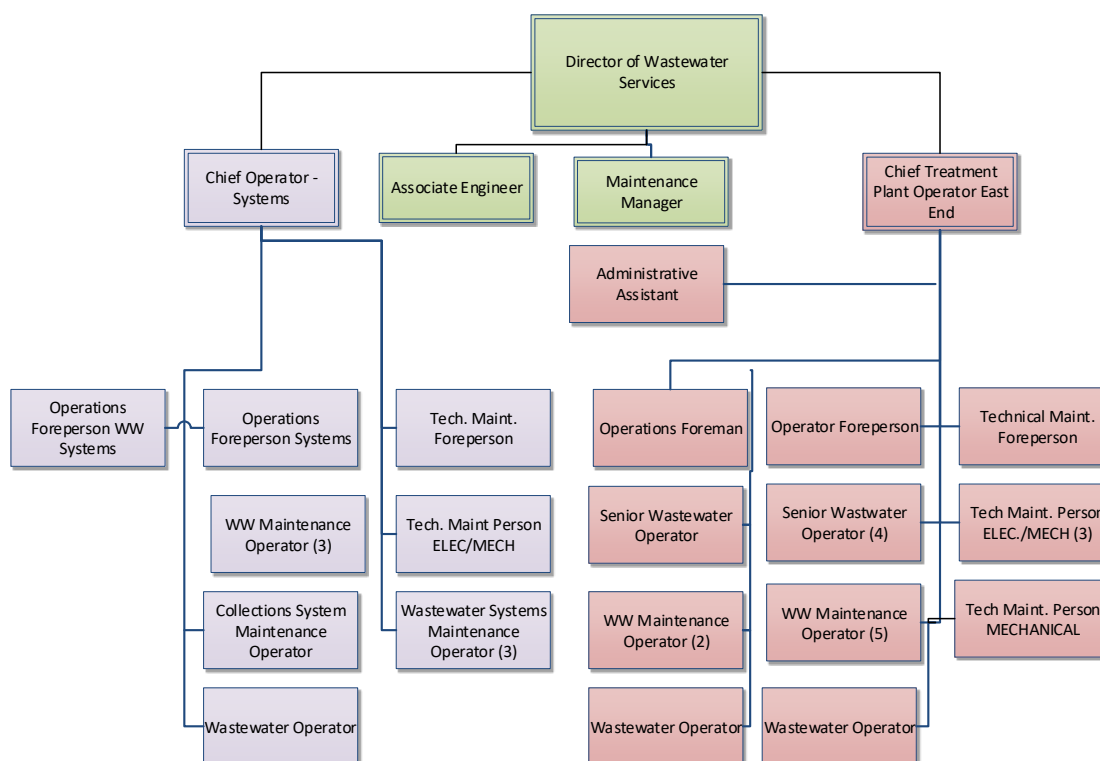 Director of Wastewater
Services
Chief Operator -
Systems
Associate Engineer
Maintenance
Manager
Chief Treatment
Plant Operator East
End
Administrative
Assistant
Operations
Foreperson WW
Systems
Operations
Foreperson Systems
Tech. Maint.
Foreperson
Operations Foreman
Operator Foreperson
Technical Maint.
Foreperson
WW Maintenance
Operator (3)
Tech. Maint Person
ELEC/MECH
Senior Wastewater
Operator
Senior Wastwater
Operator (4)
Tech Maint. Person
ELEC./MECH (3)
Collections System
Maintenance
Operator
Wastewater Systems
Maintenance
Operator (3)
WW Maintenance
Operator (2)
WW Maintenance
Operator (5)
Tech Maint. Person
MECHANICAL
Wastewater Operator
Wastewater Operator
Wastewater Operator